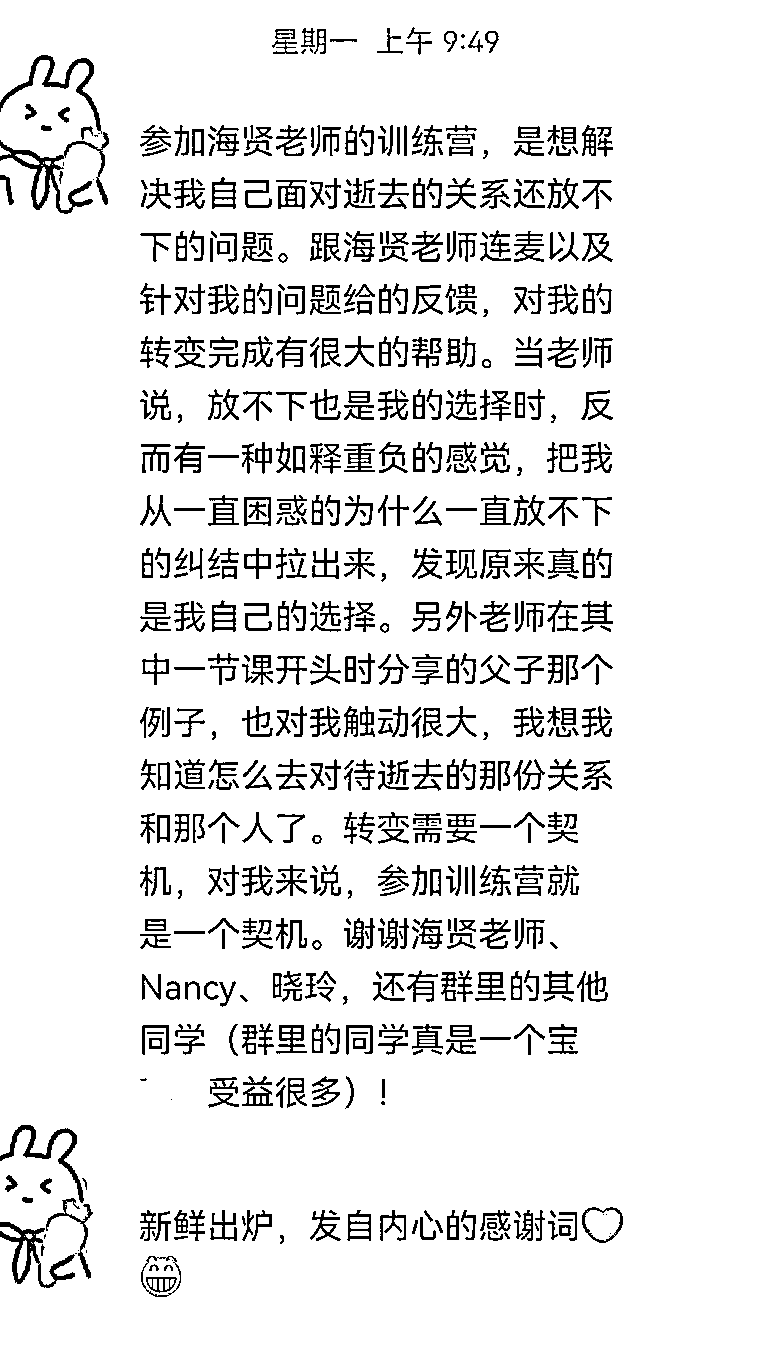 星期一 上午 9:49
参加海贤老师的训练营，是想解
决我自己面对逝去的关系还放不
下的问题。跟海贤老师连麦以及
针对我的问题给的反馈，对我的
转变完成有很大的帮助。当老师
说，放不下也是我的选择时，反
而有一种如释重负的感觉，把我
从一直困惑的为什么一直放不下
的纠结中拉出来，发现原来真的
是我自己的选择。另外老师在其
中一节课开头时分享的父子那个
例子，也对我触动很大，我想我
知道怎么去对待逝去的那份关系
和那个人了。转变需要一个契
机，对我来说，参加训练营就
是一个契机。谢谢海贤老师、
Nancy、晓玲，还有群里的其他
同学（群里的同学真是一个宝
受益很多）！
新鲜出炉，发自内心的感谢词♡
😁